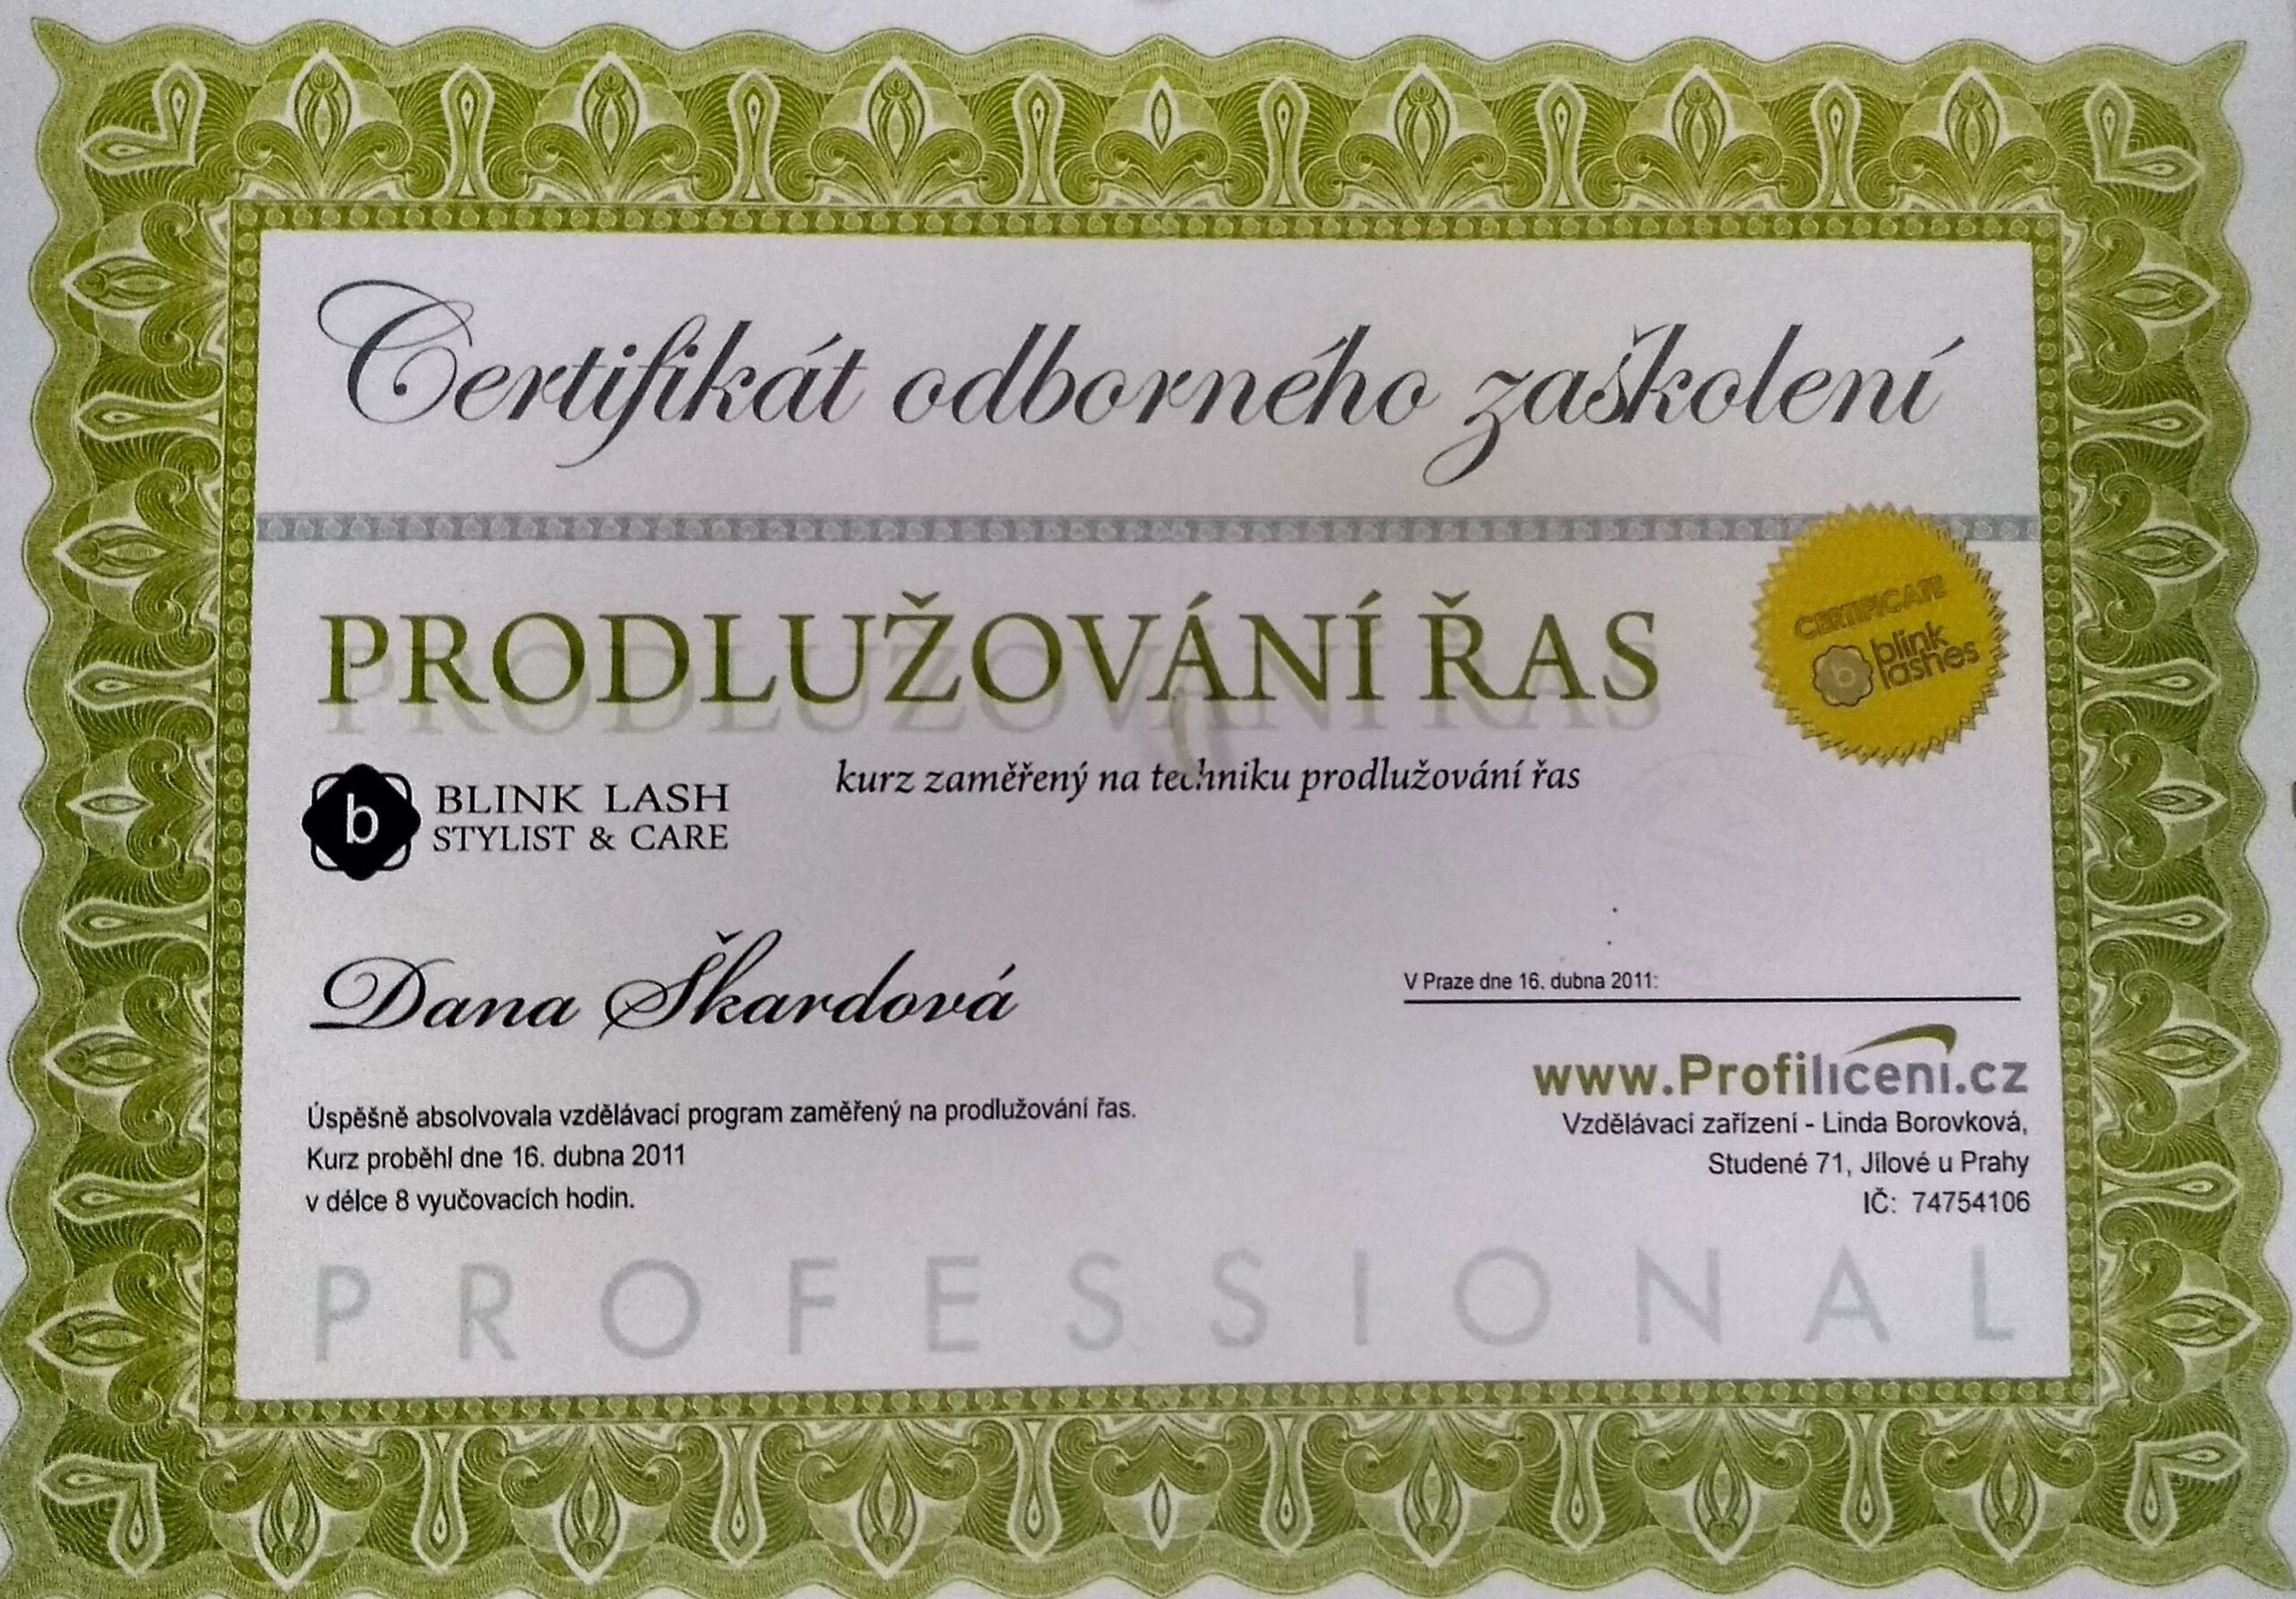 Certifikát odborného zaškolení
PRODLUŽOVÁNÍ ŘAS
CERTIFICATE
b blink
lashes
kurz zaměřený na techniku prodlužování řas
b BLINK LASH
STYLIST & CARE
Dana Škardová
V Praze dne 16. dubna 2011:
www.Profilíčení.cz
Úspěšně absolvovala vzdělávací program zaměřený na prodlužování řas.
Kurz proběhl dne 16. dubna 2011
v délce 8 vyučovacích hodin.
Vzdělávací zařízení - Linda Borovková,
Studené 71, Jílové u Prahy
IČ: 74754106
PROFESSIONAL